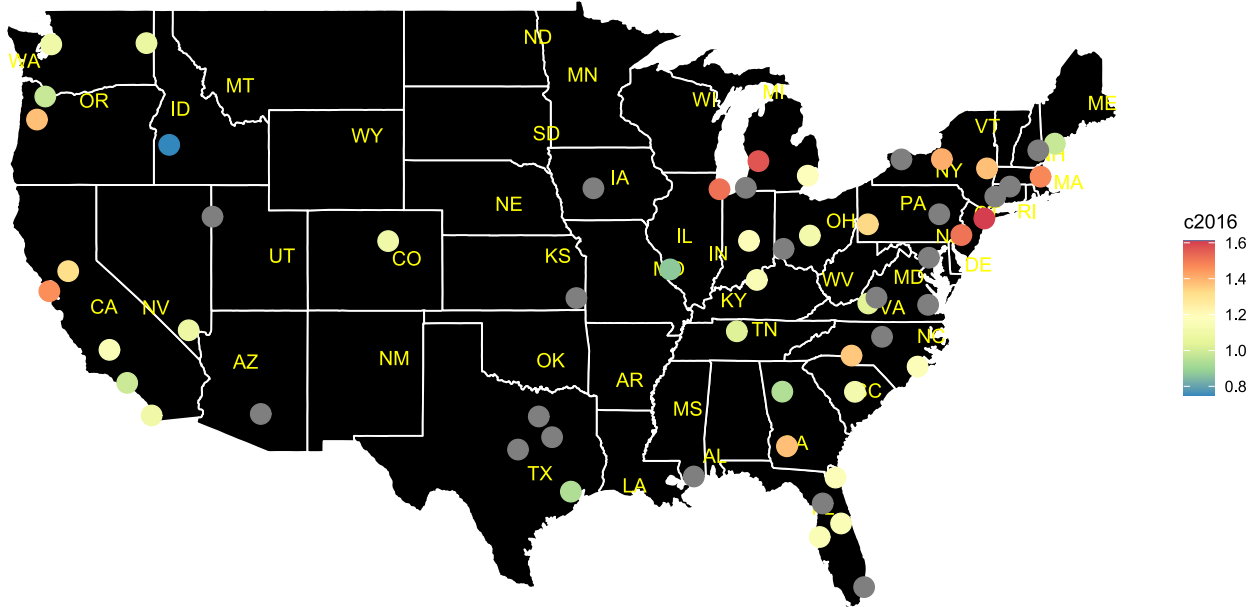 WA
MT
ND
MN
WI
MI
ME
OR
ID
WY
SD
VT
NH
NY
MA
IA
NE
PA
RI
OH
IL
IN
UT
CO
KS
MO
WV
MD
DE
CA
NV
KY
VA
AZ
NM
OK
TN
NC
AR
MS
SC
TX
LA
AL
c2016
1.6
1.4
1.2
1.0
0.8